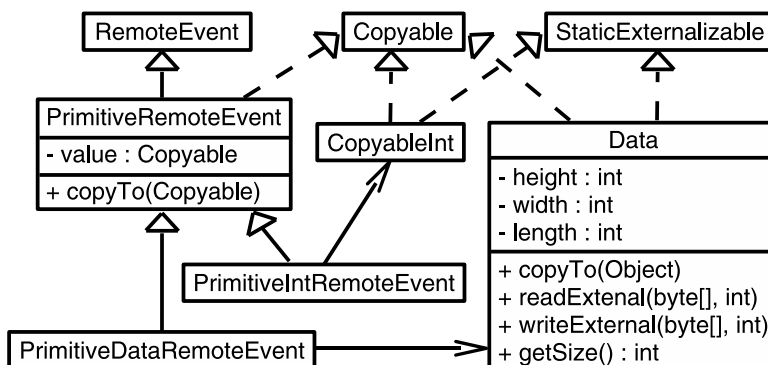 RemoteEvent
Copyable
StaticExternalizable
PrimitiveRemoteEvent
- value : Copyable
+ copyTo(Copyable)
CopyableInt
Data
- height : int
- width : int
- length : int
+ copyTo(Object)
+ readExtenal(byte[], int)
+ writeExternal(byte[], int)
+ getSize() : int
PrimitiveIntRemoteEvent
PrimitiveDataRemoteEvent